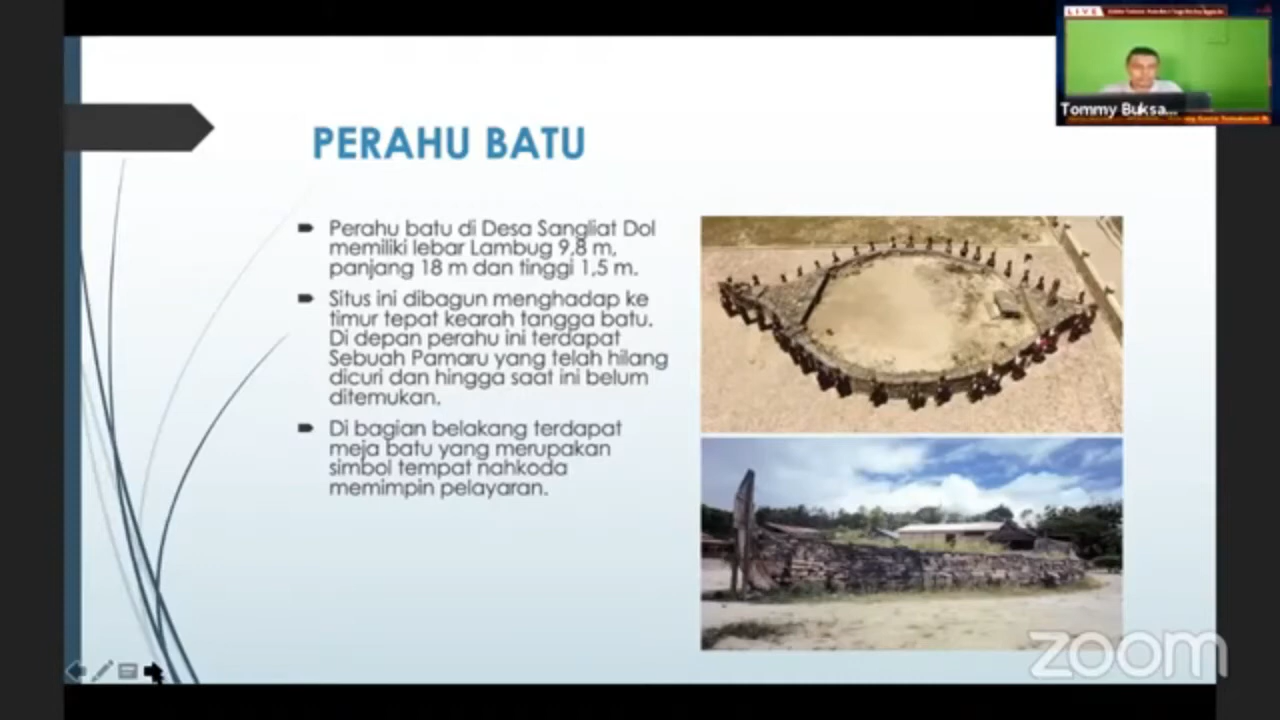 LIVE
Tommy Buksa...
PERAHU BATU
Perahu batu di Desa Sangliat Dol
memiliki lebar Lambug 9,8 m,
panjang 18 m dan tinggi 1,5 m.
Situs ini dibagun menghadap ke
timur tepat kearah tangga batu.
Di depan perahu ini terdapat
Sebuah Pamaru yang telah hilang
dicuri dan hingga saat ini belum
ditemukan.
Di bagian belakang terdapat
meja batu yang merupakan
simbol tempat nahkoda
memimpin pelayaran.
zoom